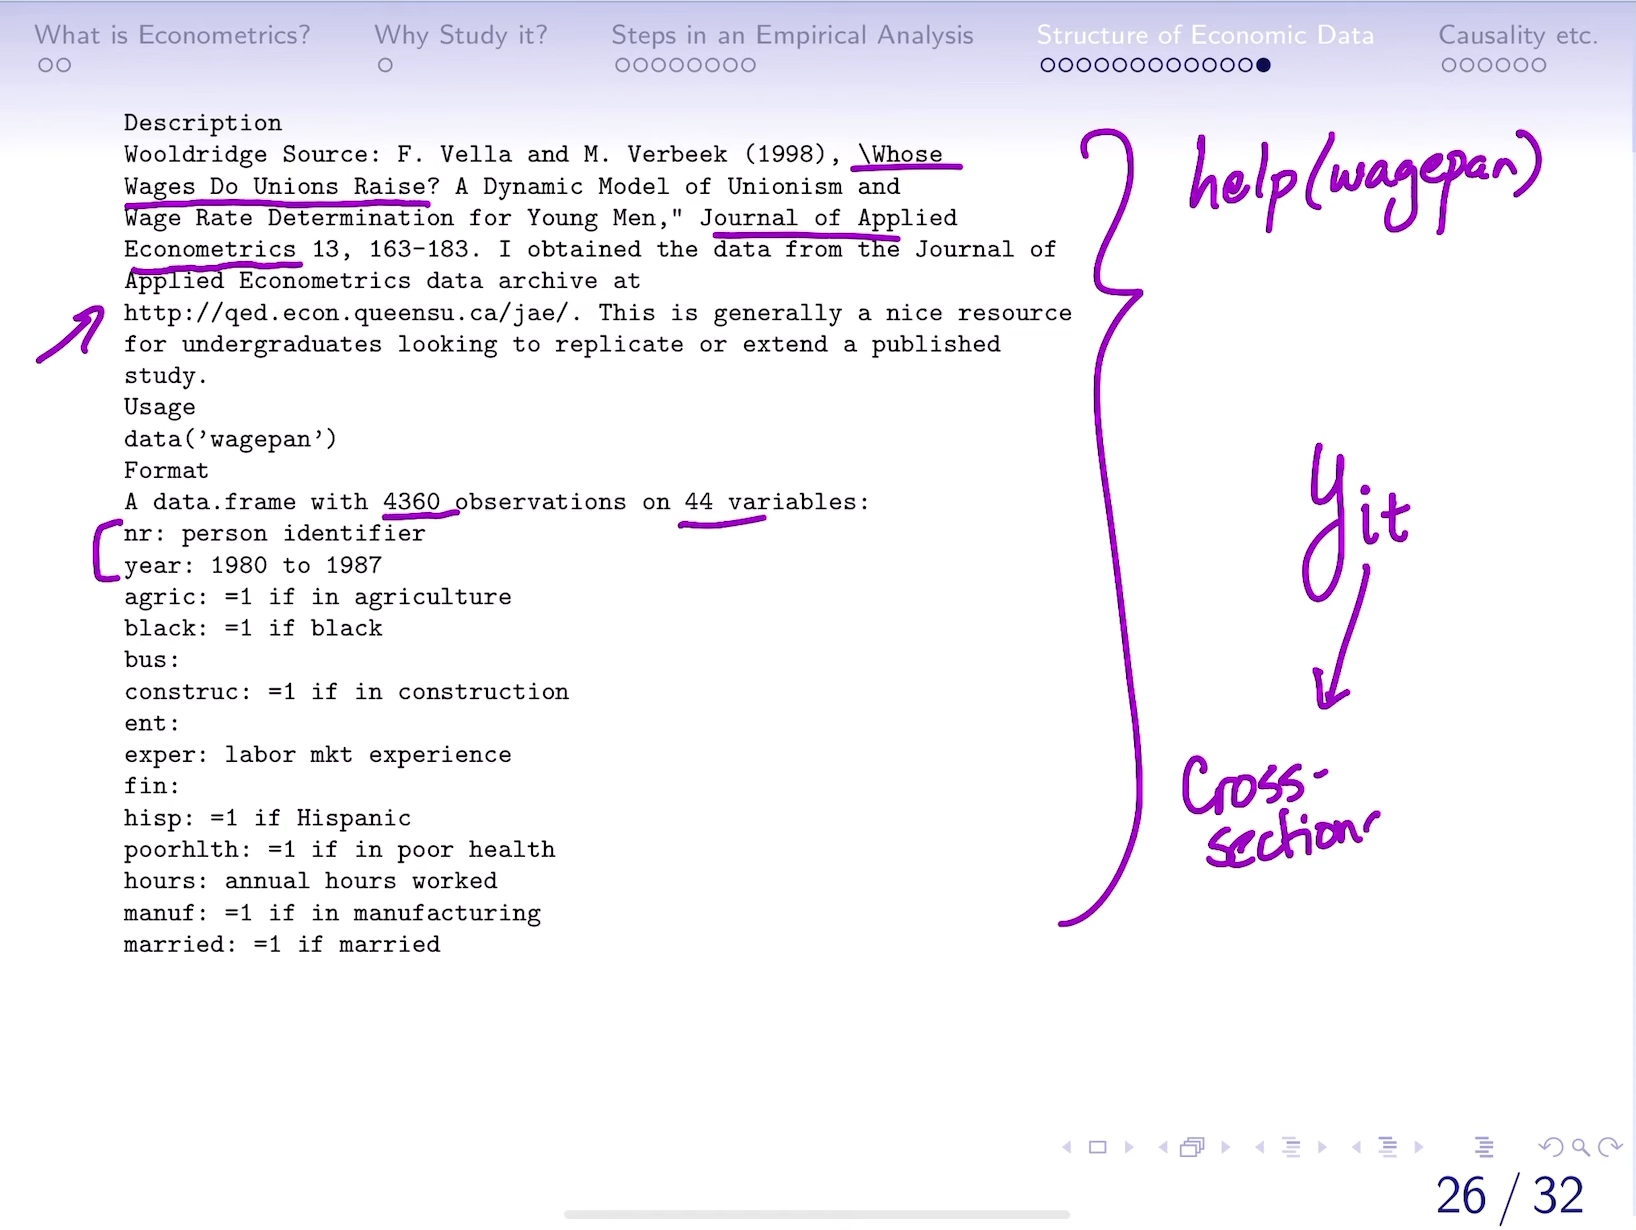 What is Econometrics? Why Study it? Steps in an Empirical Analysis Structure of Economic Data Causality etc.
Description
Wooldridge Source: F. Vella and M. Verbeek (1998), \Whose
Wages Do Unions Raise? A Dynamic Model of Unionism and
Wage Rate Determination for Young Men," Journal of Applied
Econometrics 13, 163-183. I obtained the data from the Journal of
Applied Econometrics data archive at
http://qed.econ.queensu.ca/jae/. This is generally a nice resource
for undergraduates looking to replicate or extend a published
study.
Usage
data('wagepan')
Format
A data.frame with 4360 observations on 44 variables:
nr: person identifier
year: 1980 to 1987
agric: =1 if in agriculture
black: =1 if black
bus:
construc: =1 if in construction
ent:
exper: labor mkt experience
fin:
hisp: =1 if Hispanic
poorhlth: =1 if in poor health
hours: annual hours worked
manuf: =1 if in manufacturing
married: =1 if married
help(wagepan)
yit
Cross-
section
26 / 32